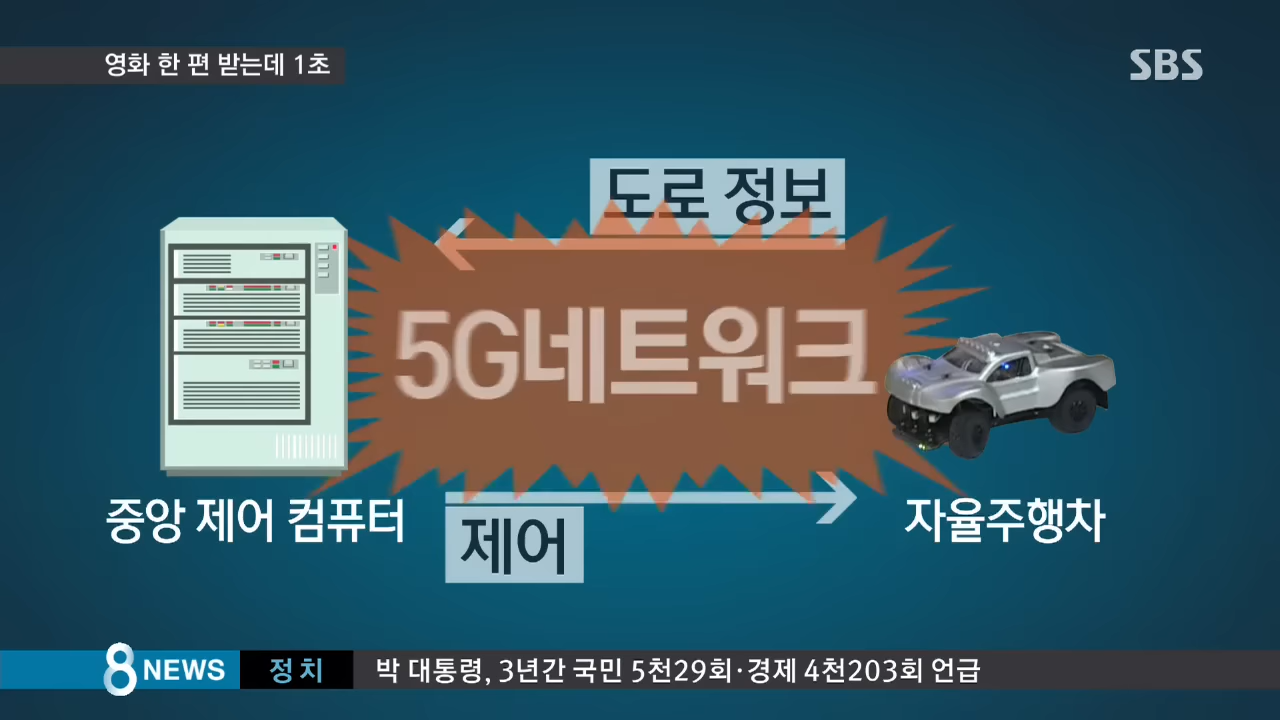 영화 한 편 받는데 1초
SBS
도로 정보
5G네트워크
중앙 제어 컴퓨터
자율주행차
제어
8 NEWS
정치
박 대통령, 3년간 국민 5천29회·경제 4천203회 언급